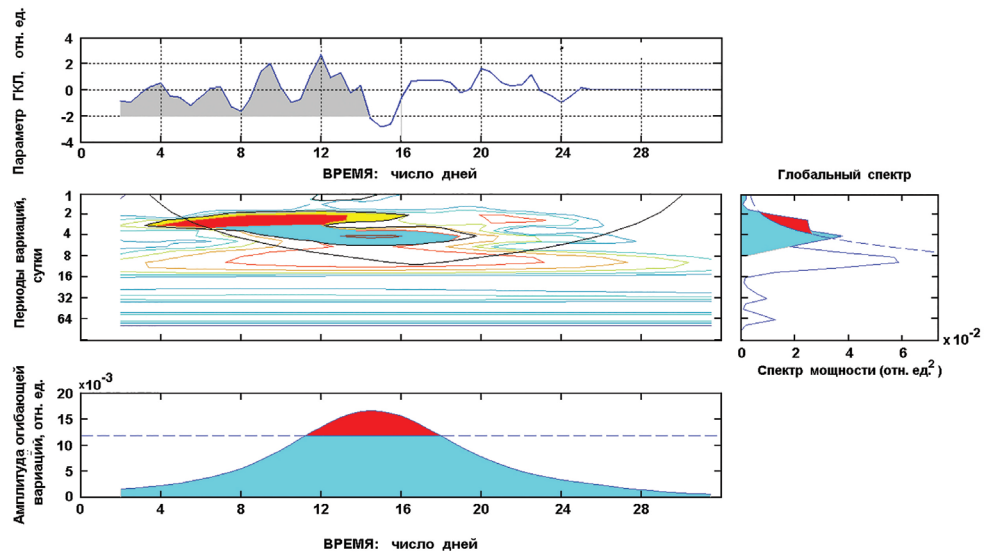 Параметр ГКЛ, отн. ед.
4
2
0
-2
-4
0 4 8 12 16 20 24 28
ВРЕМЯ: число дней
Глобальный спектр
Периоды вариаций,
сутки
1
2
4
8
16
32
64
0 2 4 6
x10-2
Спектр мощности (отн. ед.2)
Амплитуда огибающей
вариаций, отн. ед.
×10-3
20
15
10
5
0
0 4 8 12 16 20 24 28
ВРЕМЯ: число дней